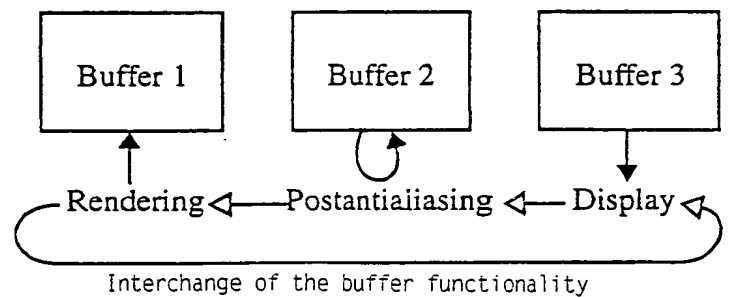 Buffer 1 Buffer 2 Buffer 3
Rendering Postantialiasing Display
Interchange of the buffer functionality